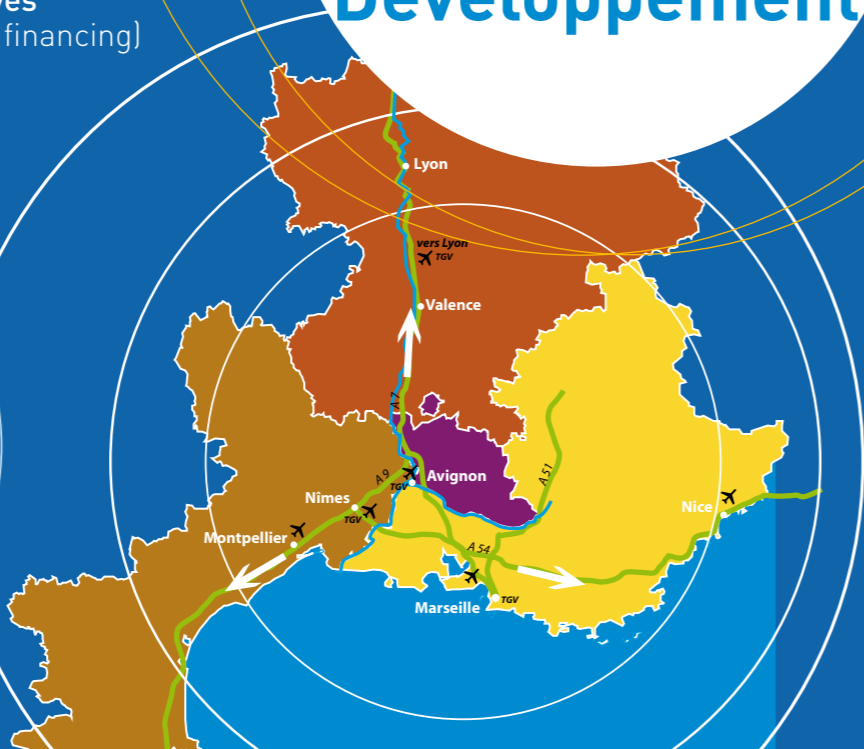 financing)
Développement
Lyon
vers Lyon
TGV
Valence
A 7
Avignon
A 9
TGV
A 51
Nîmes
TGV
Nice
Montpellier
A 54
Marseille
TGV